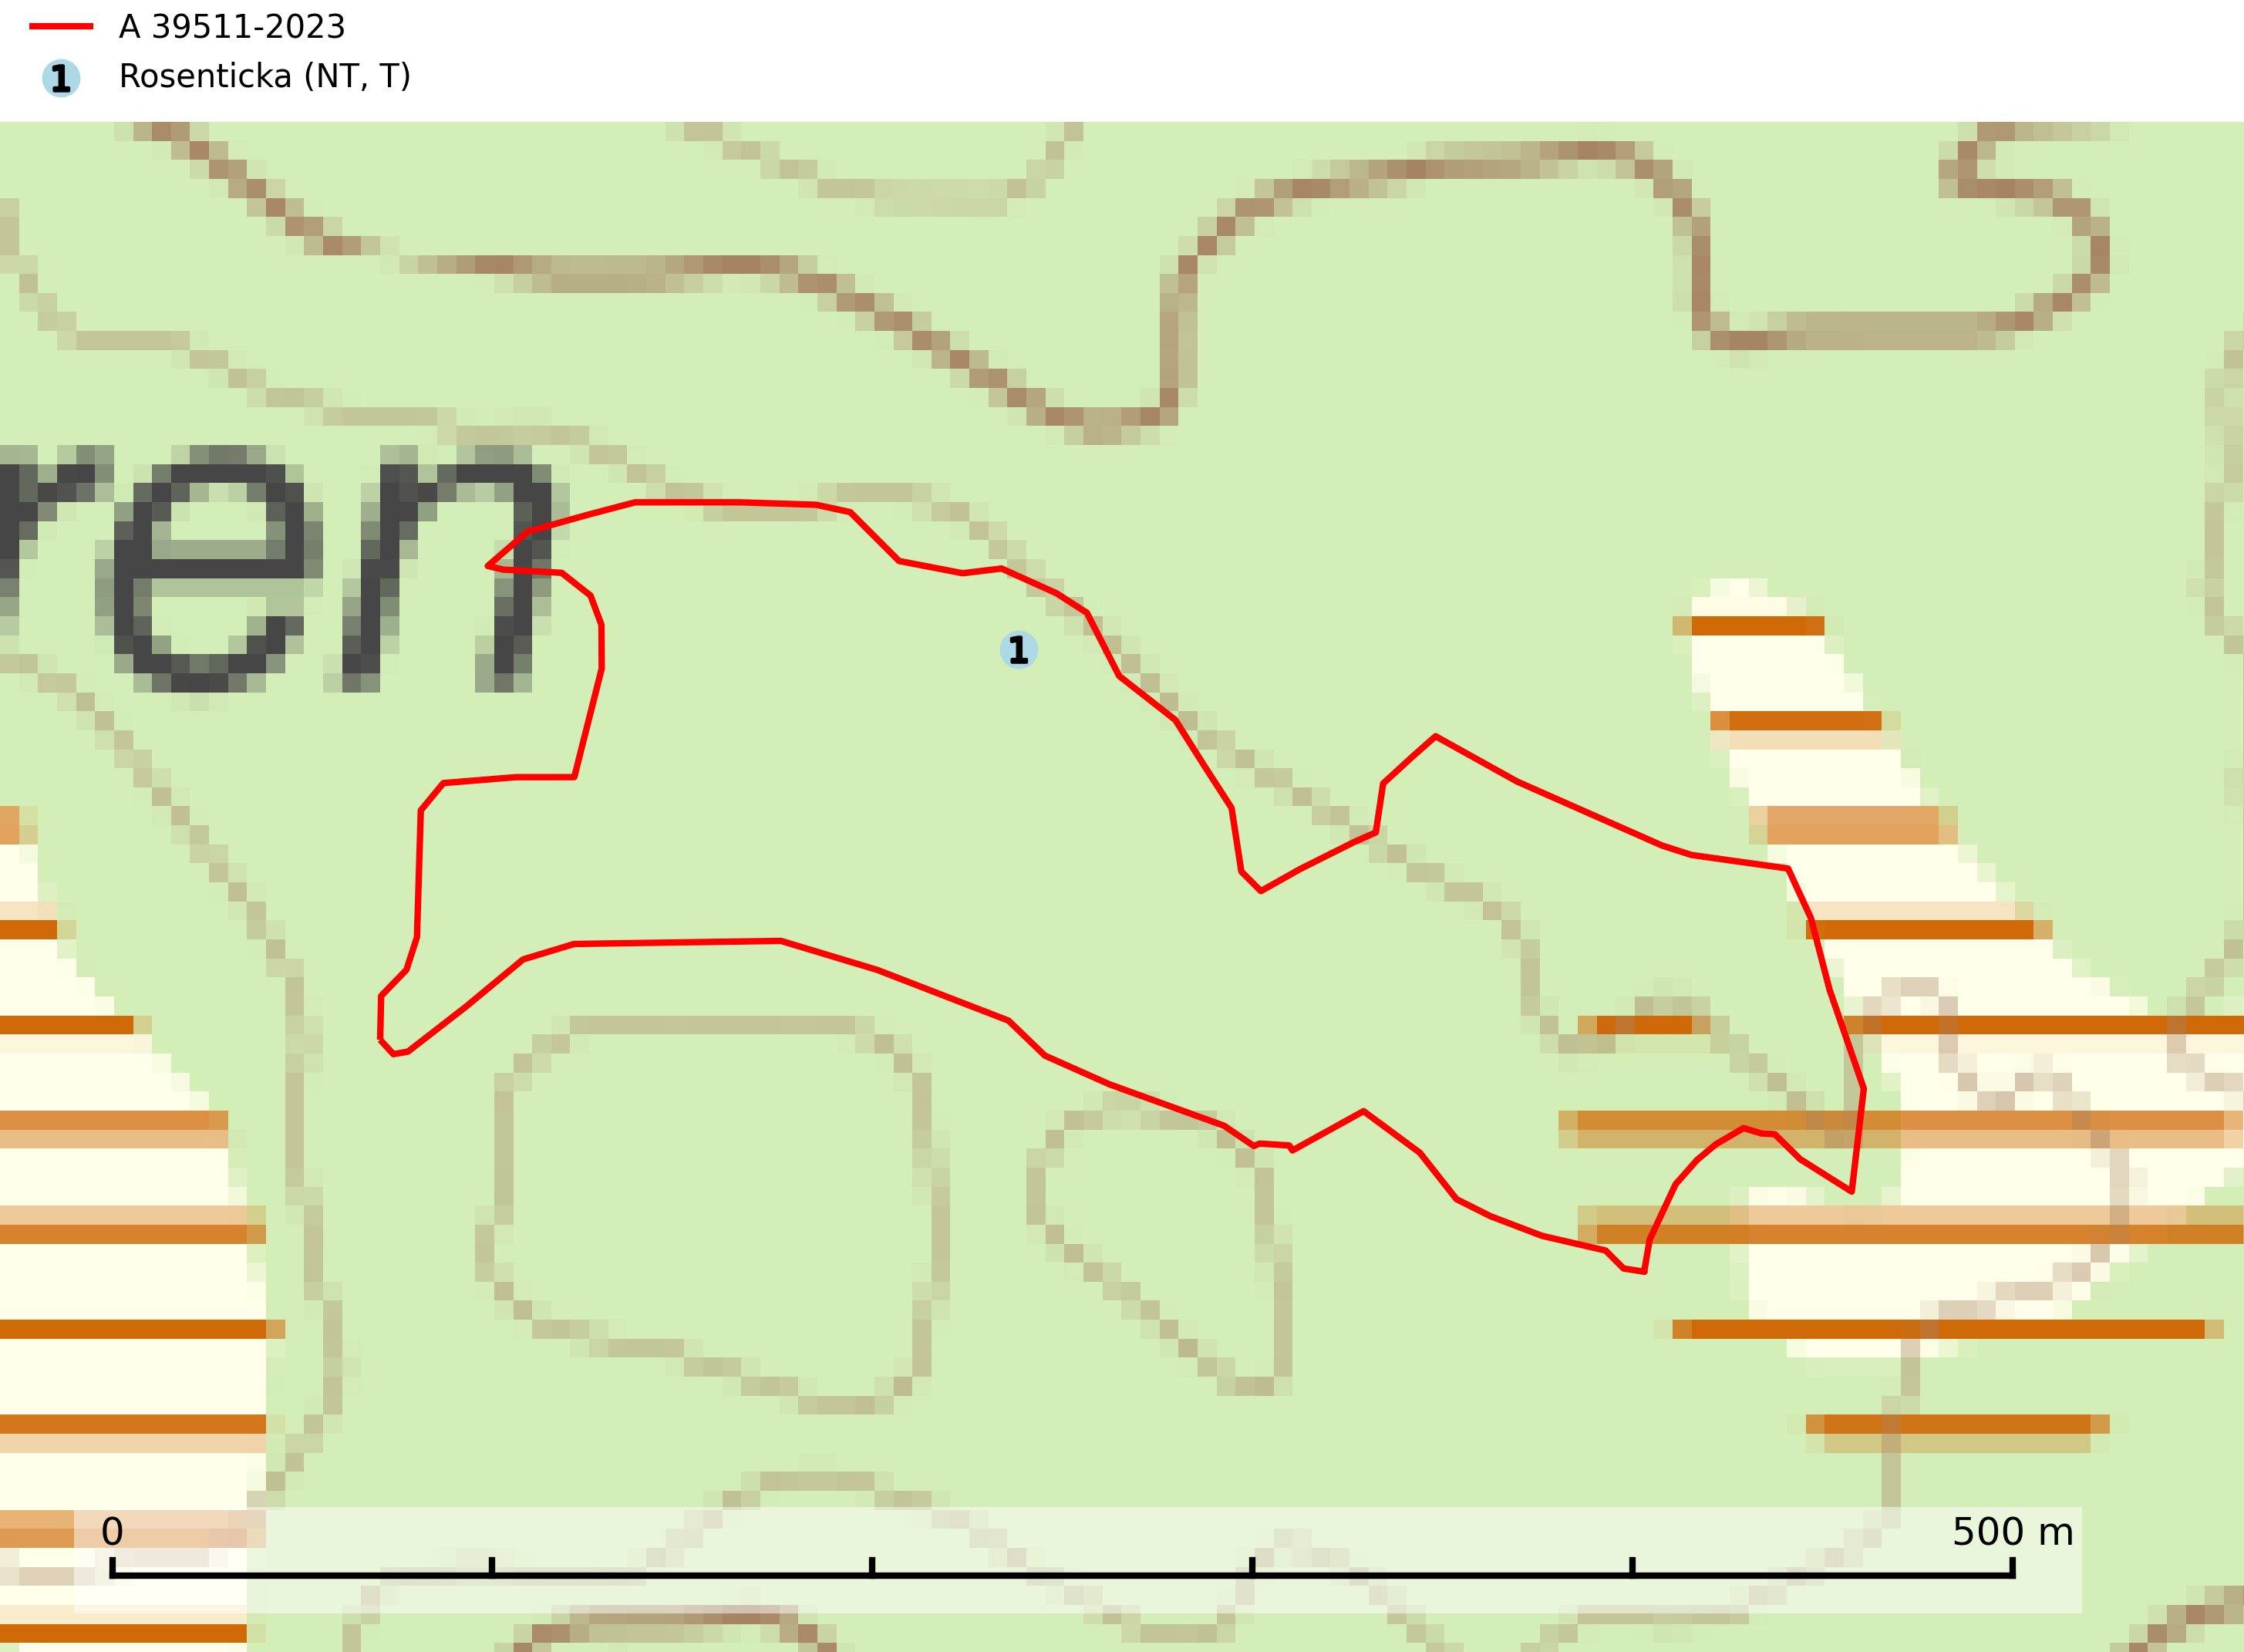 A 39511-2023
1 Rosenticka (NT, T)
ren
1
0 500 m